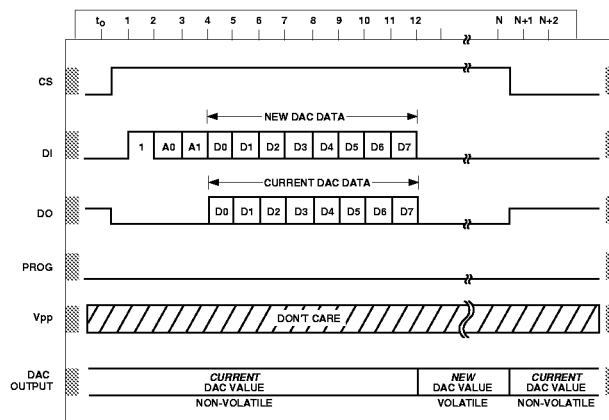 to 1 2 3 4 5 6 7 8 9 10 11 12 N N+1 N+2
CS
NEW DAC DATA
DI 1 A0 A1 D0 D1 D2 D3 D4 D5 D6 D7
CURRENT DAC DATA
DO D0 D1 D2 D3 D4 D5 D6 D7
PROG
Vpp DON'T CARE
DAC OUTPUT
CURRENT DAC VALUE
NON-VOLATILE
NEW DAC VALUE
VOLATILE
CURRENT DAC VALUE
NON-VOLATILE